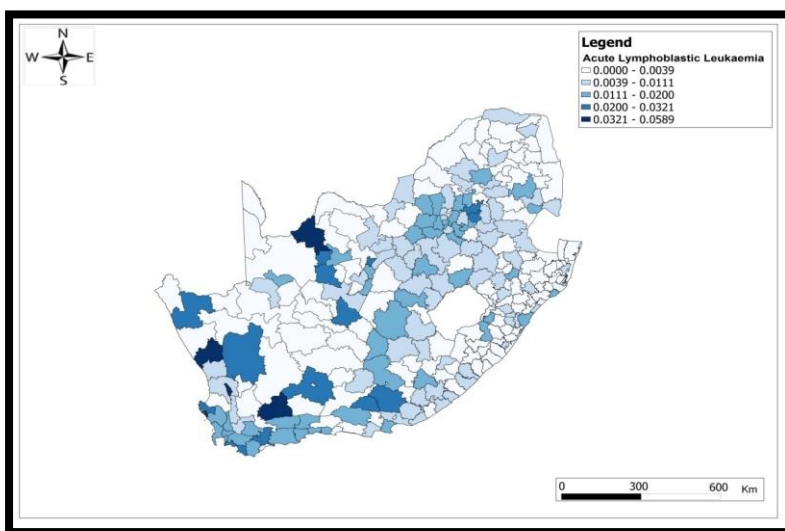 N
W E
S
Legend
Acute Lymphoblastic Leukaemia
0.0000 - 0.0039
0.0039 - 0.0111
0.0111 - 0.0200
0.0200 - 0.0321
0.0321 - 0.0589
0 300 600
Km